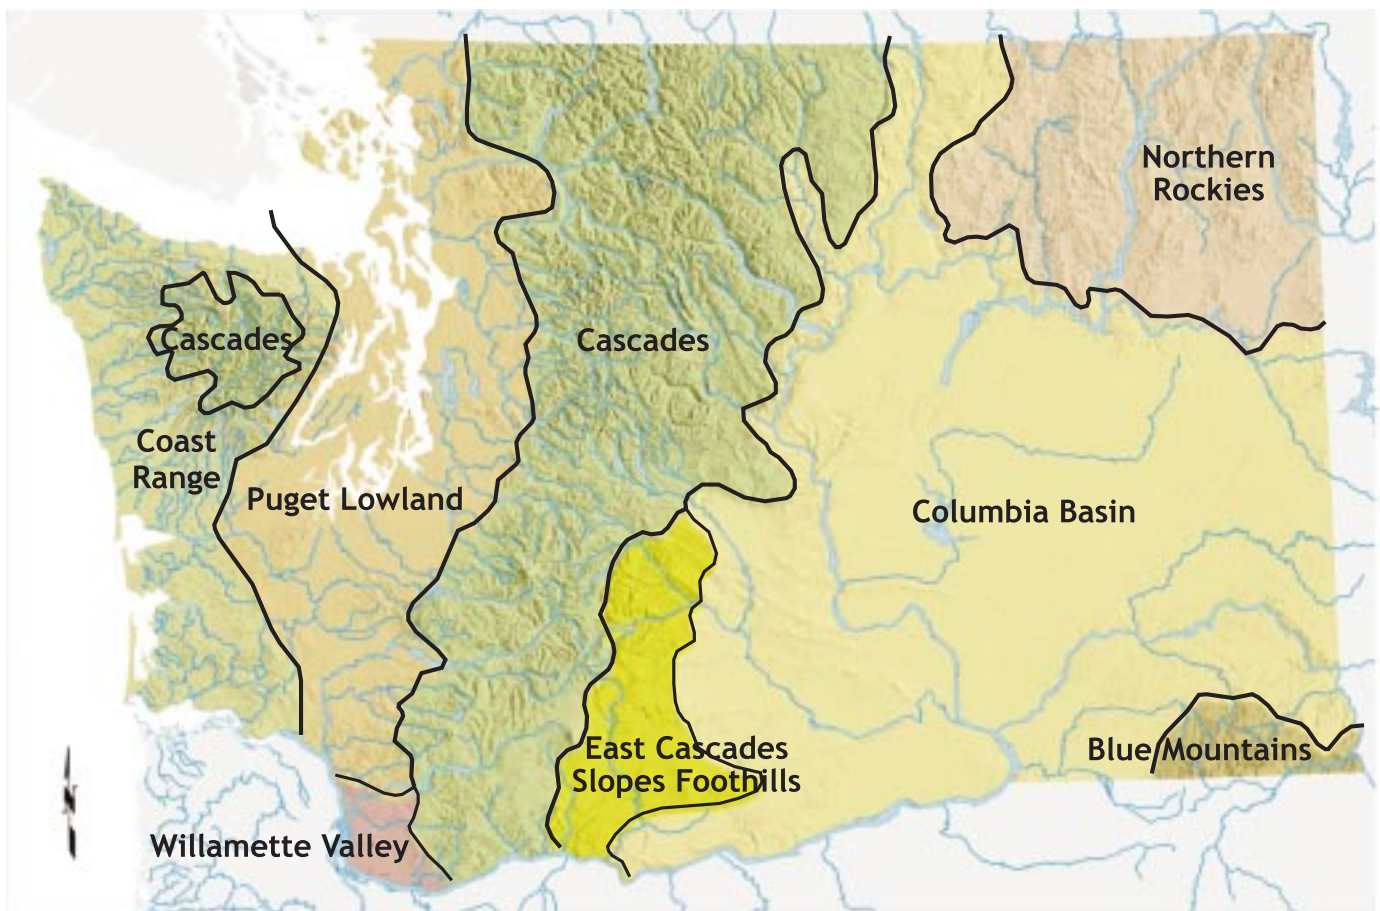 Northern
Rockies
Cascades
Cascades
Coast
Range
Puget Lowland
Columbia Basin
East Cascades
Slopes Foothills
Blue Mountains
Willamette Valley
N